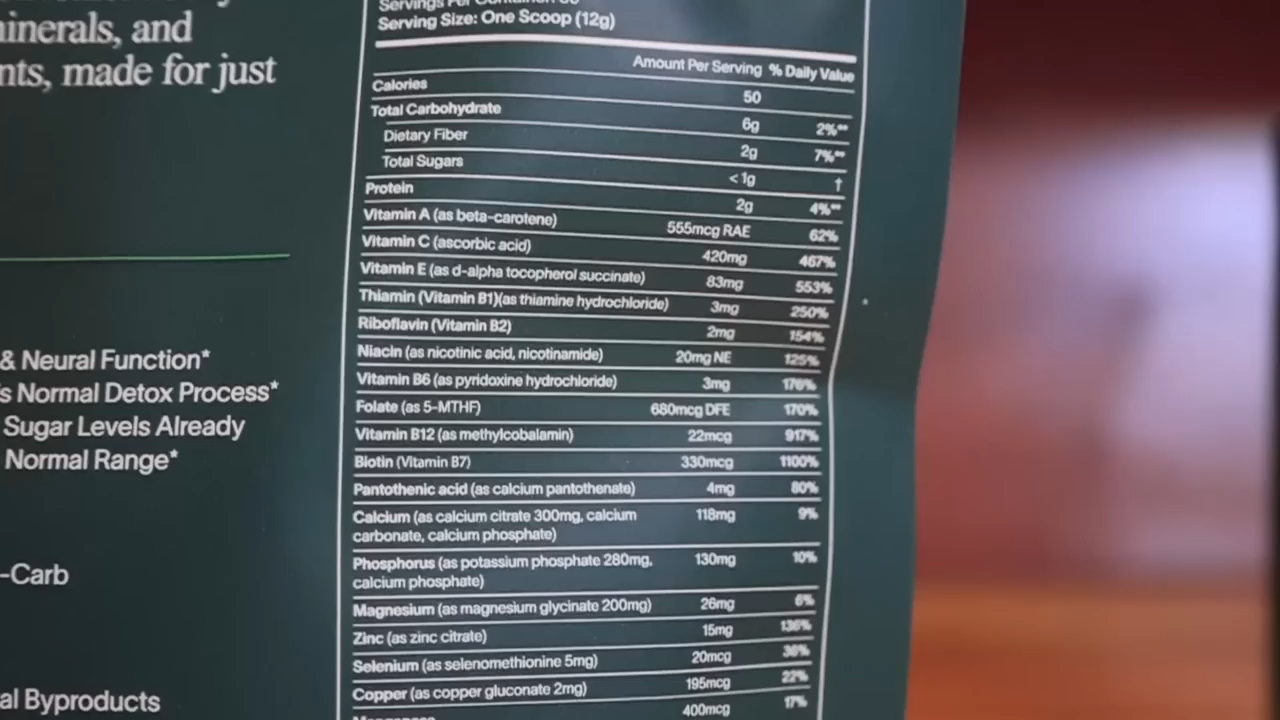 minerals, and
nts, made for just
& Neural Function*
s Normal Detox Process*
Sugar Levels Already
Normal Range*
-Carb
al Byproducts
Servings Per Container
Serving Size: One Scoop (12g)
Amount Per Serving % Daily Value
Calories 50
Total Carbohydrate 6g 2%**
Dietary Fiber 2g 7%**
Total Sugars <1g †
Protein 2g 4%**
Vitamin A (as beta-carotene) 555mcg RAE 62%
Vitamin C (ascorbic acid) 420mg 467%
Vitamin E (as d-alpha tocopherol succinate) 83mg 553%
Thiamin (Vitamin B1)(as thiamine hydrochloride) 3mg 250%
Riboflavin (Vitamin B2) 2mg 154%
Niacin (as nicotinic acid, nicotinamide) 20mg NE 125%
Vitamin B6 (as pyridoxine hydrochloride) 3mg 176%
Folate (as 5-MTHF) 680mcg DFE 170%
Vitamin B12 (as methylcobalamin) 22mcg 917%
Biotin (Vitamin B7) 330mcg 1100%
Pantothenic acid (as calcium pantothenate) 4mg 80%
Calcium (as calcium citrate 300mg, calcium 118mg 9%
carbonate, calcium phosphate)
Phosphorus (as potassium phosphate 280mg, 130mg 10%
calcium phosphate)
Magnesium (as magnesium glycinate 200mg) 26mg 6%
Zinc (as zinc citrate) 15mg 136%
Selenium (as selenomethionine 5mg) 20mcg 36%
Copper (as copper gluconate 2mg) 195mcg 22%
400mcg 17%